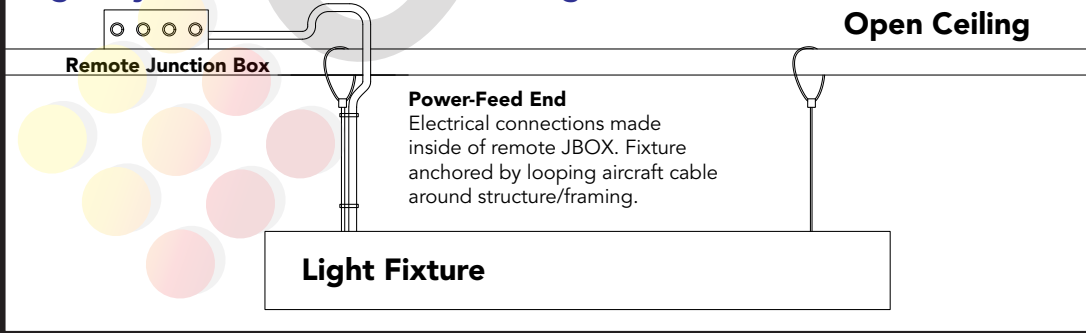 Open Ceiling
Remote Junction Box
Power-Feed End
Electrical connections made
inside of remote JBOX. Fixture
anchored by looping aircraft cable
around structure/framing.
Light Fixture